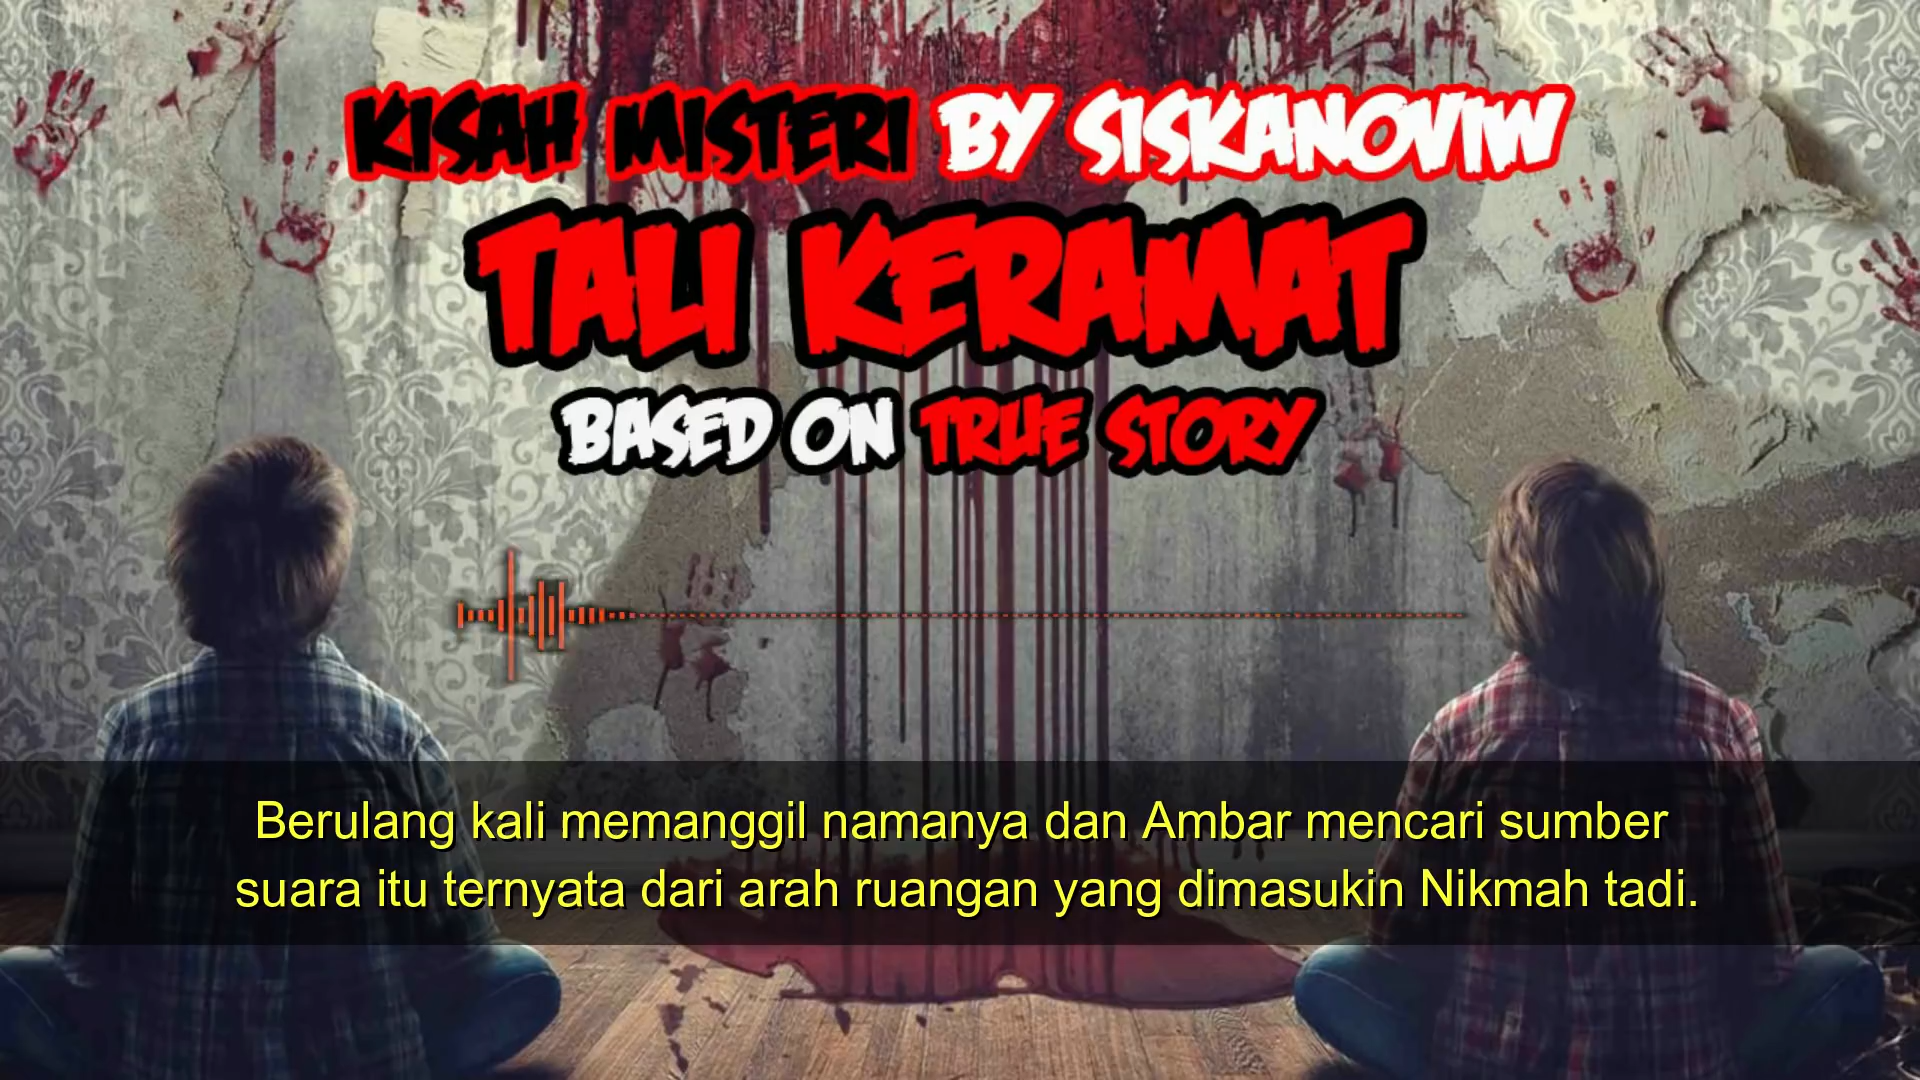 KISAH MISTERI BY SISKANOVIW
TALI KERAMAT
BASED ON TRUE STORY
Berulang kali memanggil namanya dan Ambar mencari sumber
suara itu ternyata dari arah ruangan yang dimasukin Nikmah tadi.